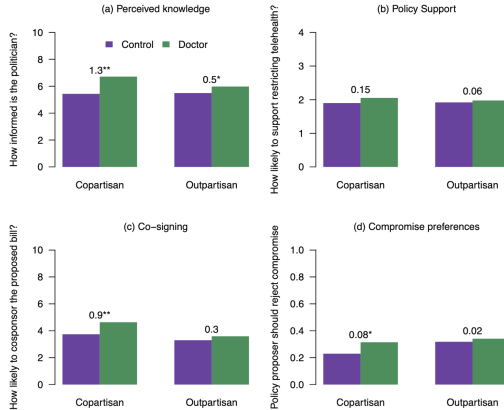 (a) Perceived knowledge
How informed is the politician?
10
8
6
4
2
0
Control Doctor
1.3**
0.5*
Copartisan Outpartisan
(b) Policy Support
How likely to support restricting telehealth?
4
3
2
1
0
0.15
0.06
Copartisan Outpartisan
(c) Co−signing
How likely to cosponsor the proposed bill?
10
8
6
4
2
0
0.9**
0.3
Copartisan Outpartisan
(d) Compromise preferences
Policy proposer should reject compromise
1.0
0.8
0.6
0.4
0.2
0.0
0.08*
0.02
Copartisan Outpartisan